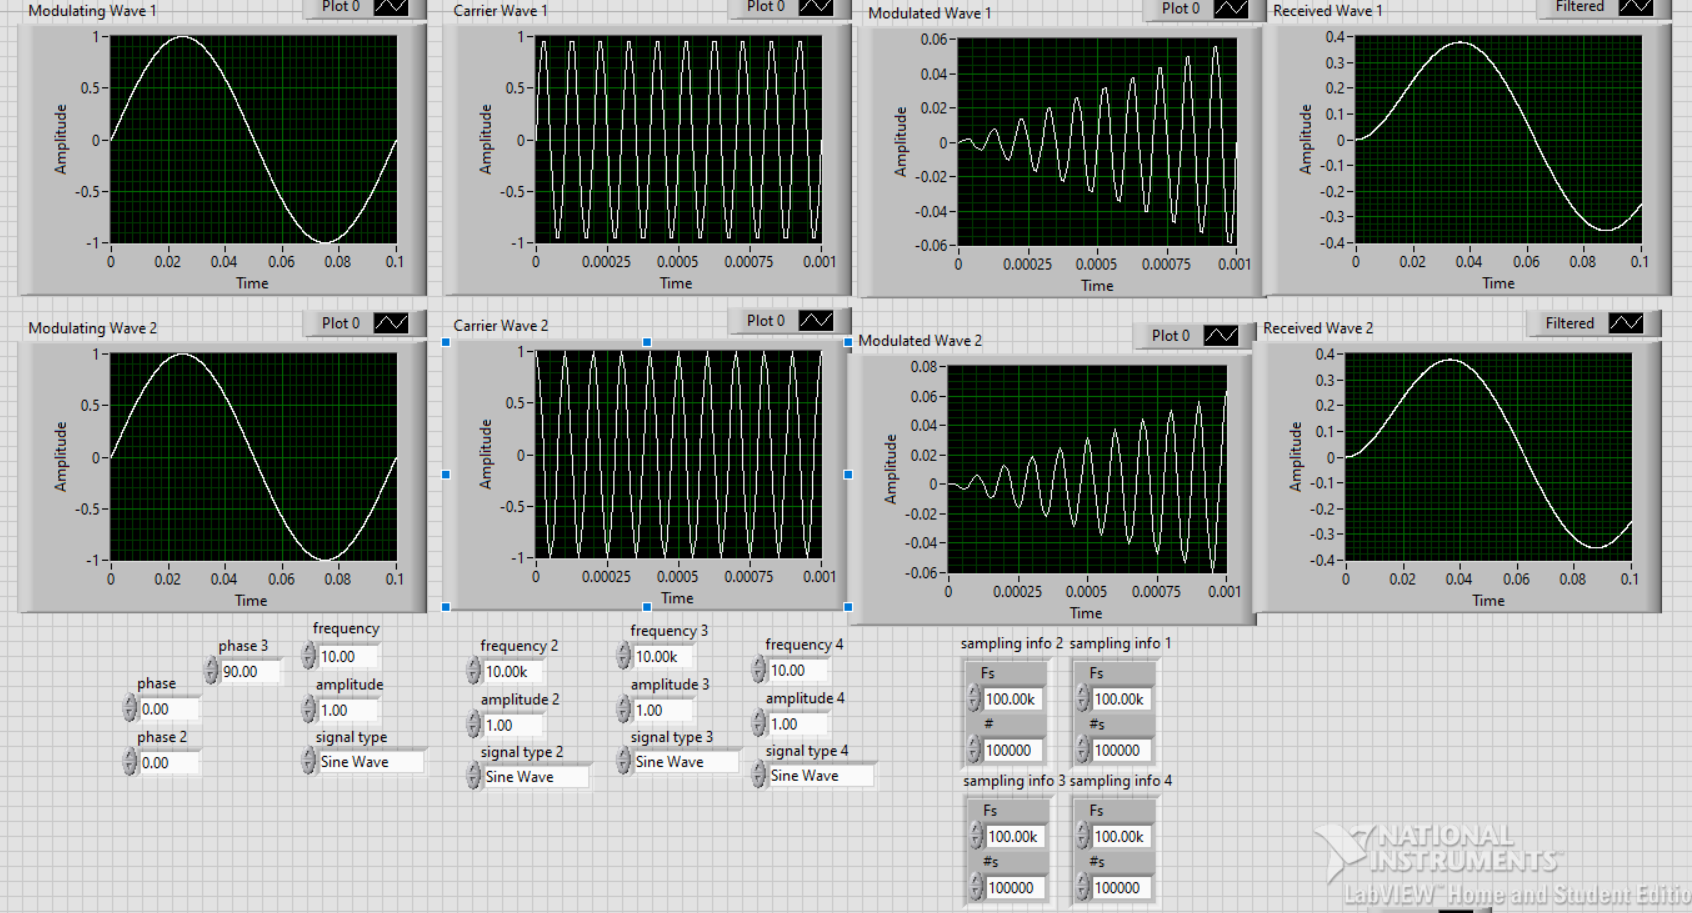 Modulating Wave 1
Plot 0
Carrier Wave 1
Plot 0
Modulated Wave 1
Plot 0
Received Wave 1
Filtered
Amplitude
1
0.5
0
-0.5
-1
0 0.02 0.04 0.06 0.08 0.1
Time
Amplitude
1
0.5
0
-0.5
-1
0 0.00025 0.0005 0.00075 0.001
Time
Amplitude
0.06
0.04
0.02
0
-0.02
-0.04
-0.06
0 0.00025 0.0005 0.00075 0.001
Time
Amplitude
0.4
0.3
0.2
0.1
0
-0.1
-0.2
-0.3
-0.4
0 0.02 0.04 0.06 0.08 0.1
Time
Modulating Wave 2
Plot 0
Carrier Wave 2
Plot 0
Modulated Wave 2
Plot 0
Received Wave 2
Filtered
Amplitude
1
0.5
0
-0.5
-1
0 0.02 0.04 0.06 0.08 0.1
Time
Amplitude
1
0.5
0
-0.5
-1
0 0.00025 0.0005 0.00075 0.001
Time
Amplitude
0.08
0.06
0.04
0.02
0
-0.02
-0.04
-0.06
0 0.00025 0.0005 0.00075 0.001
Time
Amplitude
0.4
0.3
0.2
0.1
0
-0.1
-0.2
-0.3
-0.4
0 0.02 0.04 0.06 0.08 0.1
Time
phase
0.00
phase 2
0.00
phase 3
90.00
frequency
10.00
amplitude
1.00
signal type
Sine Wave
frequency 2
10.00k
amplitude 2
1.00
signal type 2
Sine Wave
frequency 3
10.00k
amplitude 3
1.00
signal type 3
Sine Wave
frequency 4
10.00
amplitude 4
1.00
signal type 4
Sine Wave
sampling info 2
Fs
100.00k
#
100000
sampling info 1
Fs
100.00k
#s
100000
sampling info 3
Fs
100.00k
#s
100000
sampling info 4
Fs
100.00k
#s
100000
NATIONAL
INSTRUMENTS™
LabVIEW™ Home and Student Editio